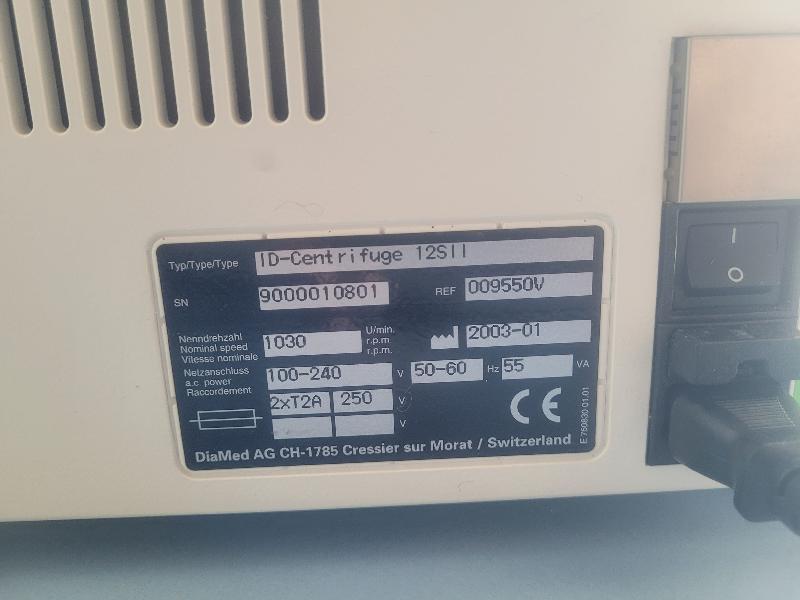 Typ/Type/Type ID-Centrifuge 12SII
SN 9000010801 REF 009550V
Nenndrehzahl
Nominal speed
Vitesse nominale
1030
U/min.
r.p.m
r.p.m.
2003-01
Netzanschluss
a.c. power
Raccordement
100-240 V 50-60 Hz 55 VA
2xT2A 250 V
V
CE
E 750830 01.01
DiaMed AG CH-1785 Cressier sur Morat / Switzerland